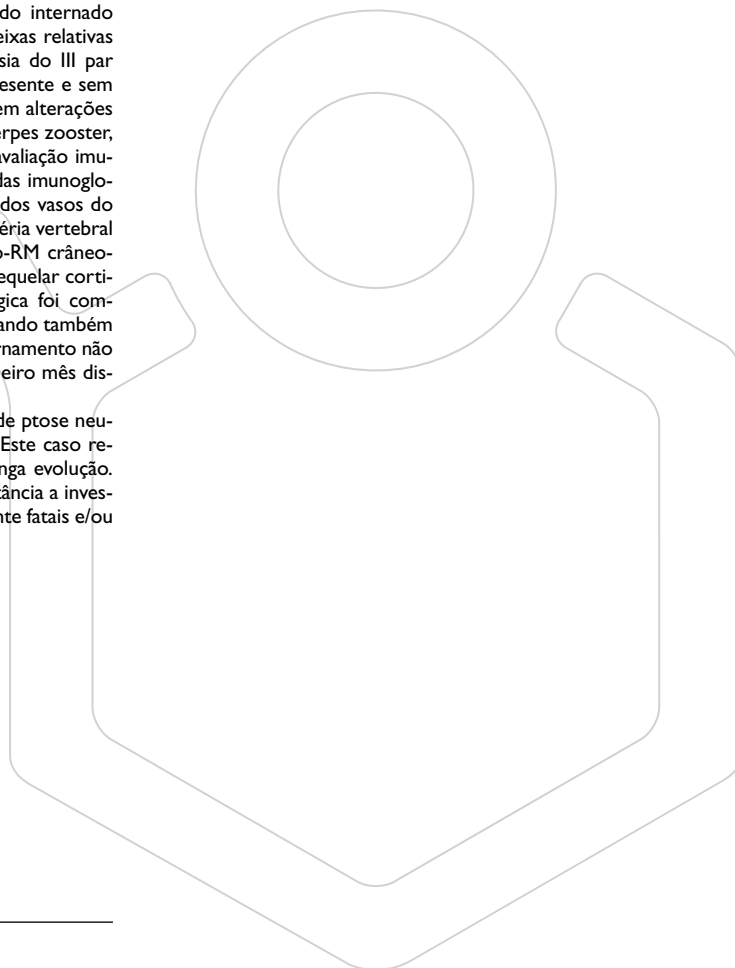 do internado
eixas relativas
sia do III par
esente e sem
em alterações
erpes zooster,
avaliação imu-
das imunoglo-
dos vasos do
éria vertebral
o-RM crâneo-
equelar corti-
gica foi com-
ando também
rnamento não
eiro mês dis-
de ptose neu-
Este caso re-
nga evolução.
tância a inves-
nte fatais e/ou